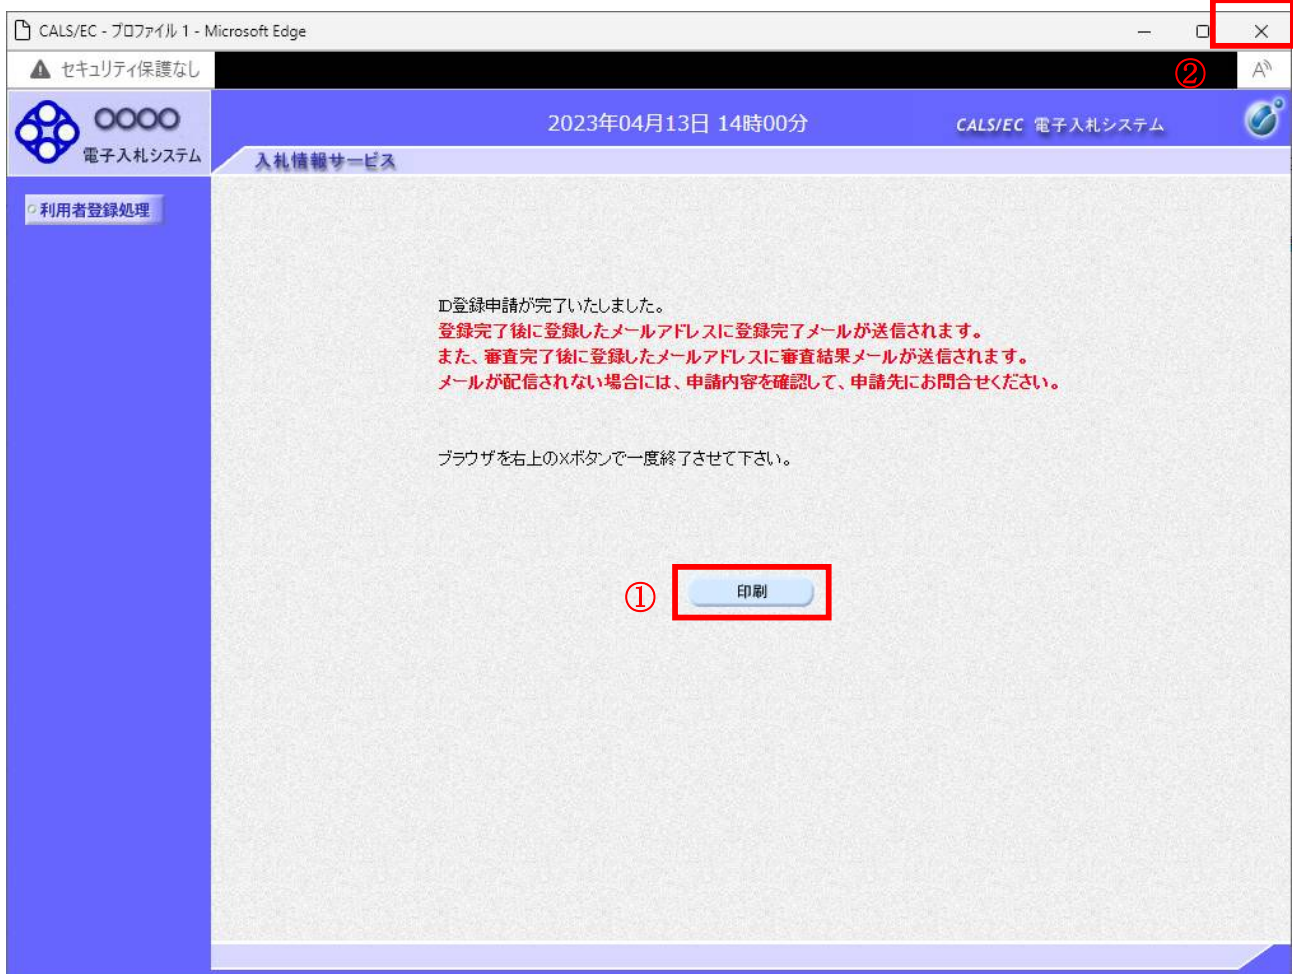 CALS/EC - プロファイル 1 - Microsoft Edge
セキュリティ保護なし
②
○○○○
電子入札システム
2023年04月13日 14時00分
CALS/EC 電子入札システム
入札情報サービス
利用者登録処理
ID登録申請が完了いたしました。
登録完了後に登録したメールアドレスに登録完了メールが送信されます。
また、審査完了後に登録したメールアドレスに審査結果メールが送信されます。
メールが配信されない場合には、申請内容を確認して、申請先にお問合せください。
ブラウザを右上のXボタンで一度終了させて下さい。
①
印刷